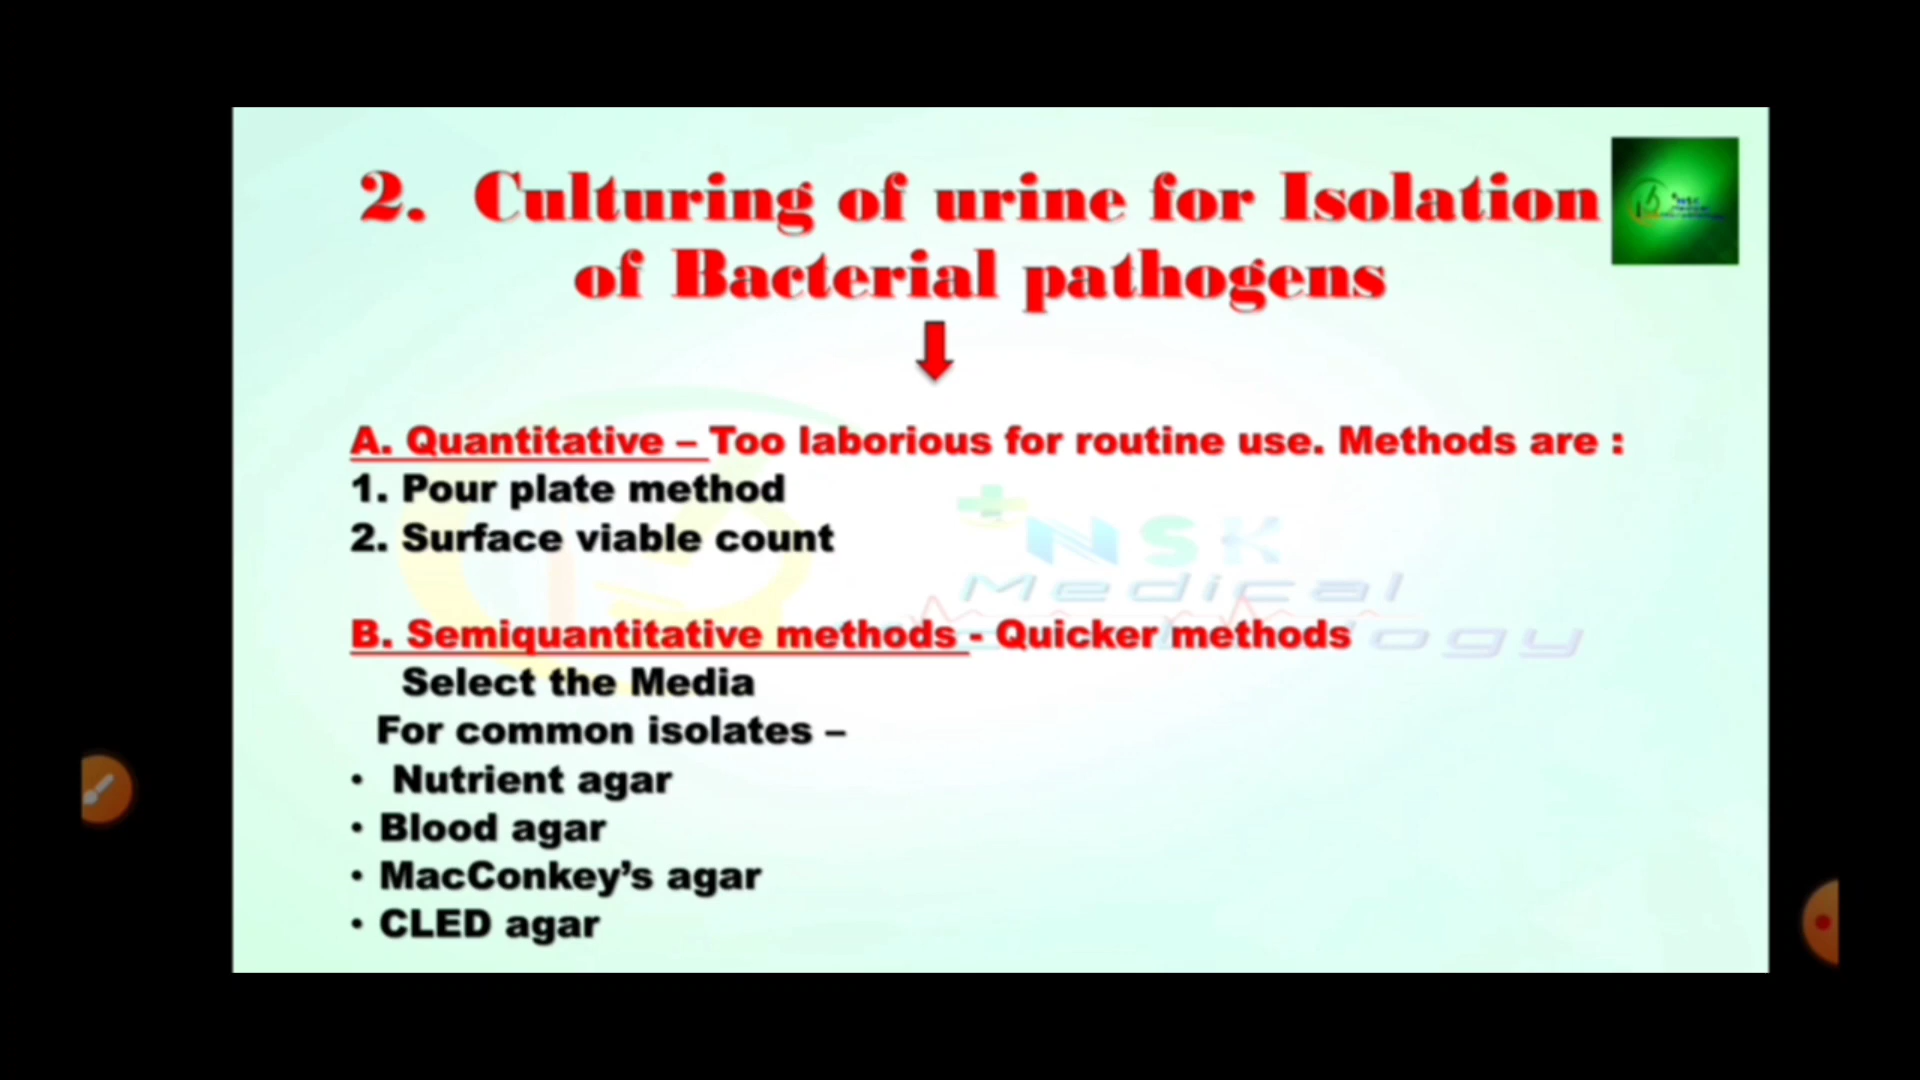 2. Culturing of urine for Isolation
of Bacterial pathogens
A. Quantitative – Too laborious for routine use. Methods are :
1. Pour plate method
2. Surface viable count
NSK
Medical
B. Semiquantitative methods - Quicker methods
Select the Media
For common isolates –
• Nutrient agar
• Blood agar
• MacConkey’s agar
• CLED agar